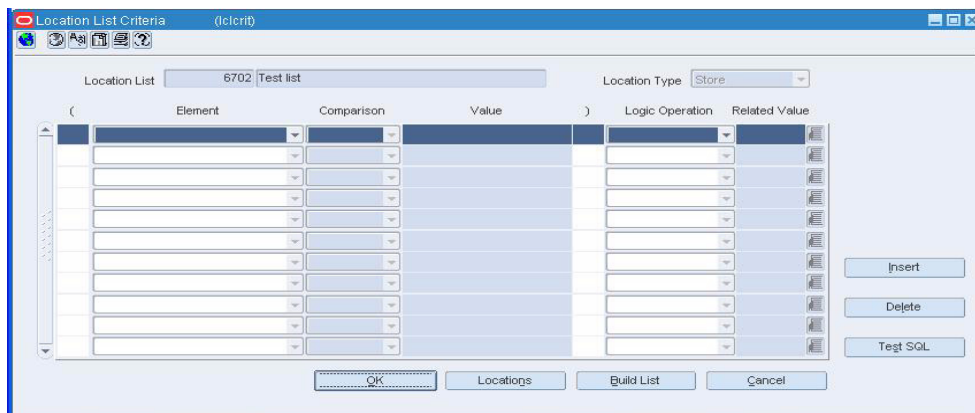 Location List Criteria (lclcrit)
Location List 6702 Test list Location Type Store
( Element Comparison Value ) Logic Operation Related Value
Insert
Delete
Test SQL
OK Locations Build List Cancel